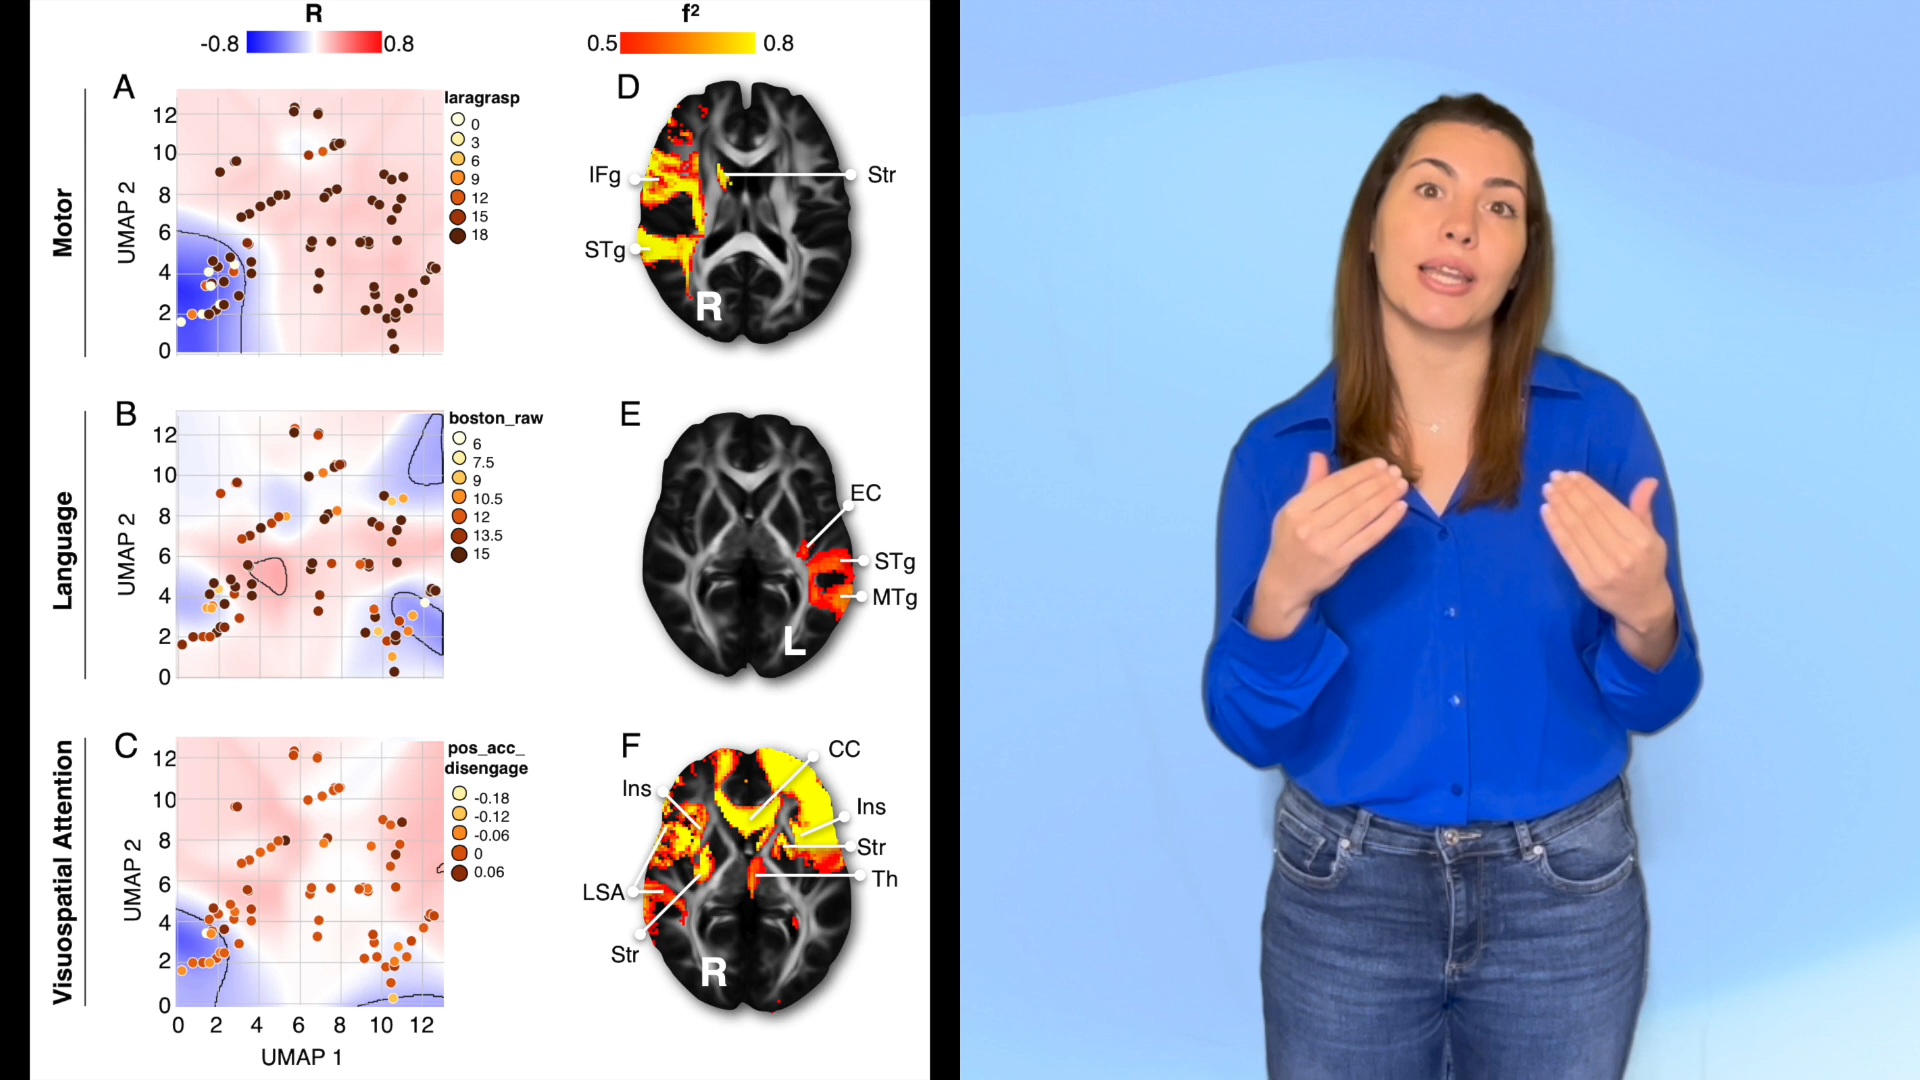 R
-0.8 0.8
f²
0.5 0.8
Motor
A
UMAP 2
12
10
8
6
4
2
0
laragrasp
0
3
6
9
12
15
18
D
IFg
Str
STg
R
Language
B
UMAP 2
12
10
8
6
4
2
0
boston_raw
6
7.5
9
10.5
12
13.5
15
E
EC
STg
MTg
L
Visuospatial Attention
C
UMAP 2
12
10
8
6
4
2
0
0 2 4 6 8 10 12
UMAP 1
pos_acc_
disengage
-0.18
-0.12
-0.06
0
0.06
F
CC
Ins
Ins
Str
Th
LSA
Str
R